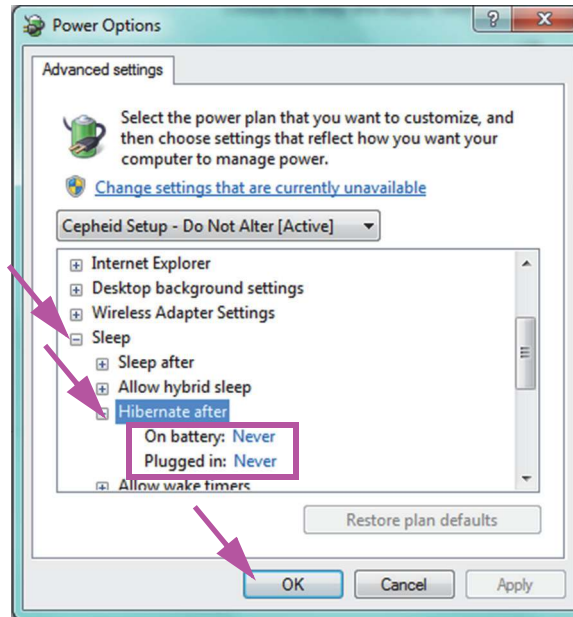 Power Options
Advanced settings
Select the power plan that you want to customize, and
then choose settings that reflect how you want your
computer to manage power.
Change settings that are currently unavailable
Cepheid Setup - Do Not Alter [Active]
Internet Explorer
Desktop background settings
Wireless Adapter Settings
Sleep
Sleep after
Allow hybrid sleep
Hibernate after
On battery: Never
Plugged in: Never
Allow wake timers
Restore plan defaults
OK Cancel Apply